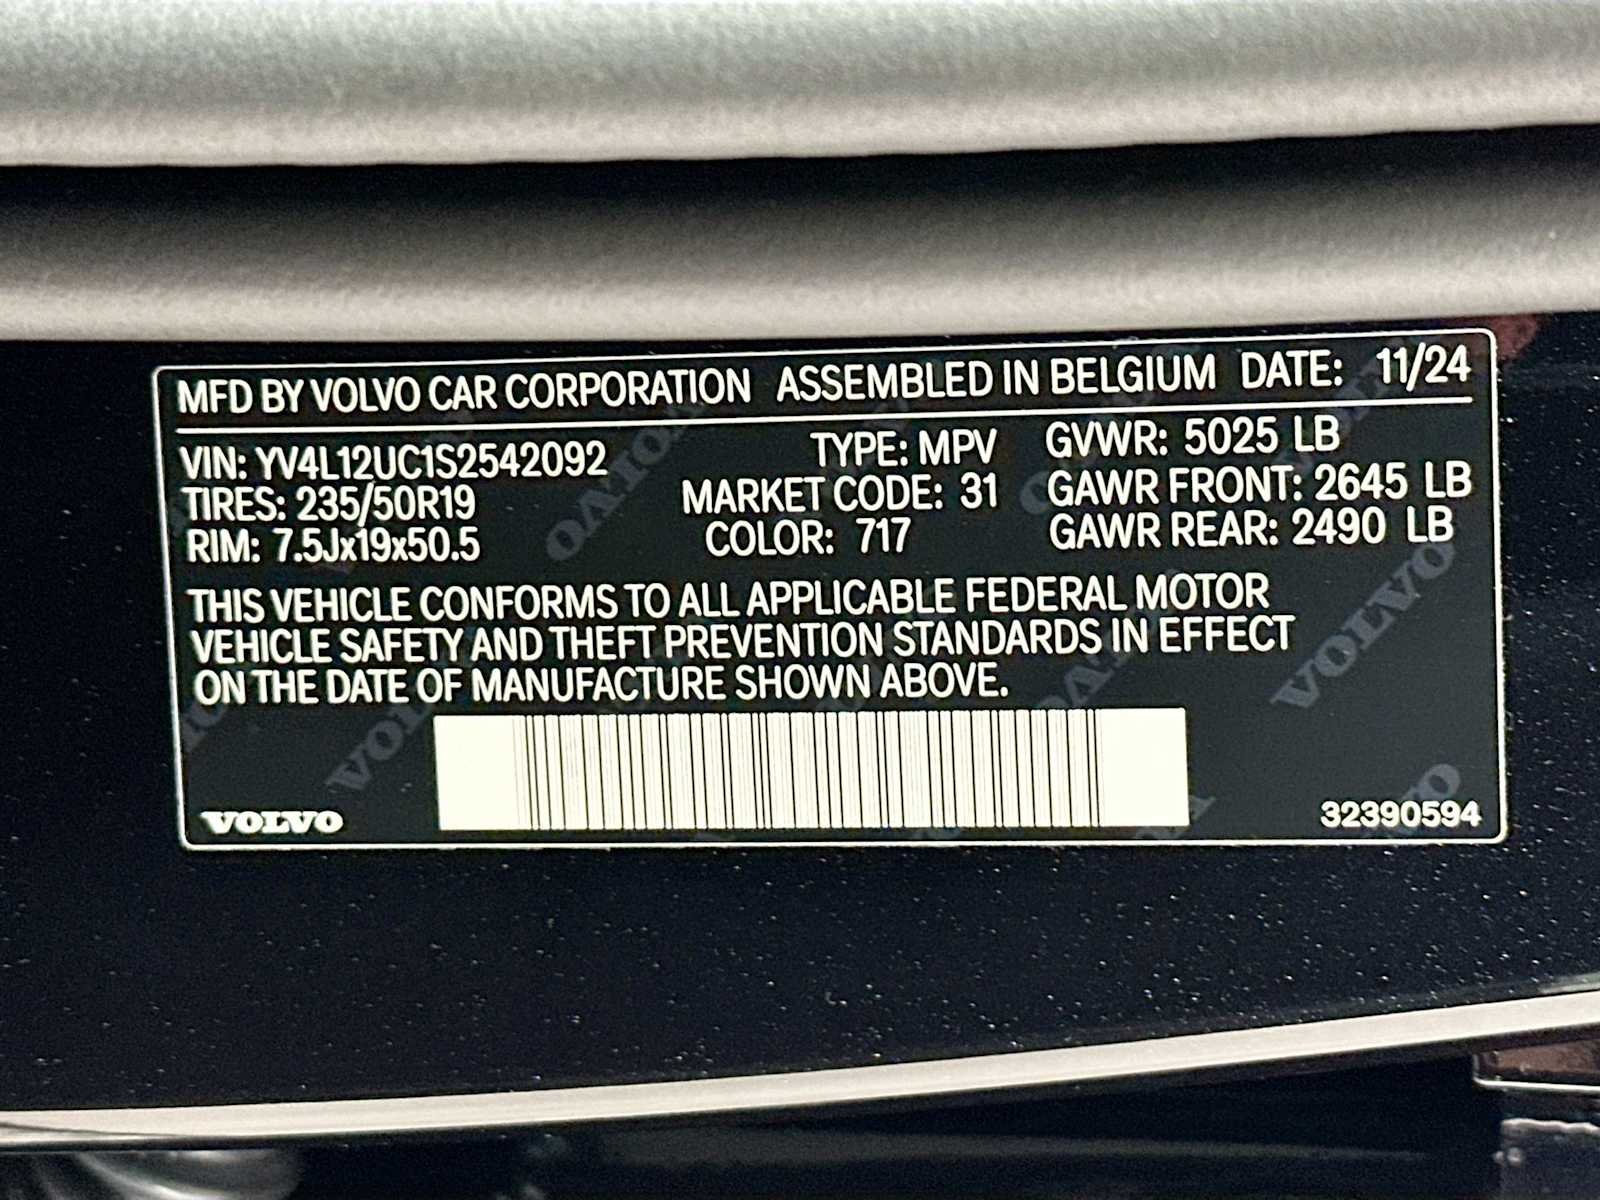 MFD BY VOLVO CAR CORPORATION ASSEMBLED IN BELGIUM DATE: 11/24
VIN: YV4L12UC1S2542092 TYPE: MPV GVWR: 5025 LB
TIRES: 235/50R19 MARKET CODE: 31 GAWR FRONT: 2645 LB
RIM: 7.5Jx19x50.5 COLOR: 717 GAWR REAR: 2490 LB
THIS VEHICLE CONFORMS TO ALL APPLICABLE FEDERAL MOTOR
VEHICLE SAFETY AND THEFT PREVENTION STANDARDS IN EFFECT
ON THE DATE OF MANUFACTURE SHOWN ABOVE.
VOLVO 32390594